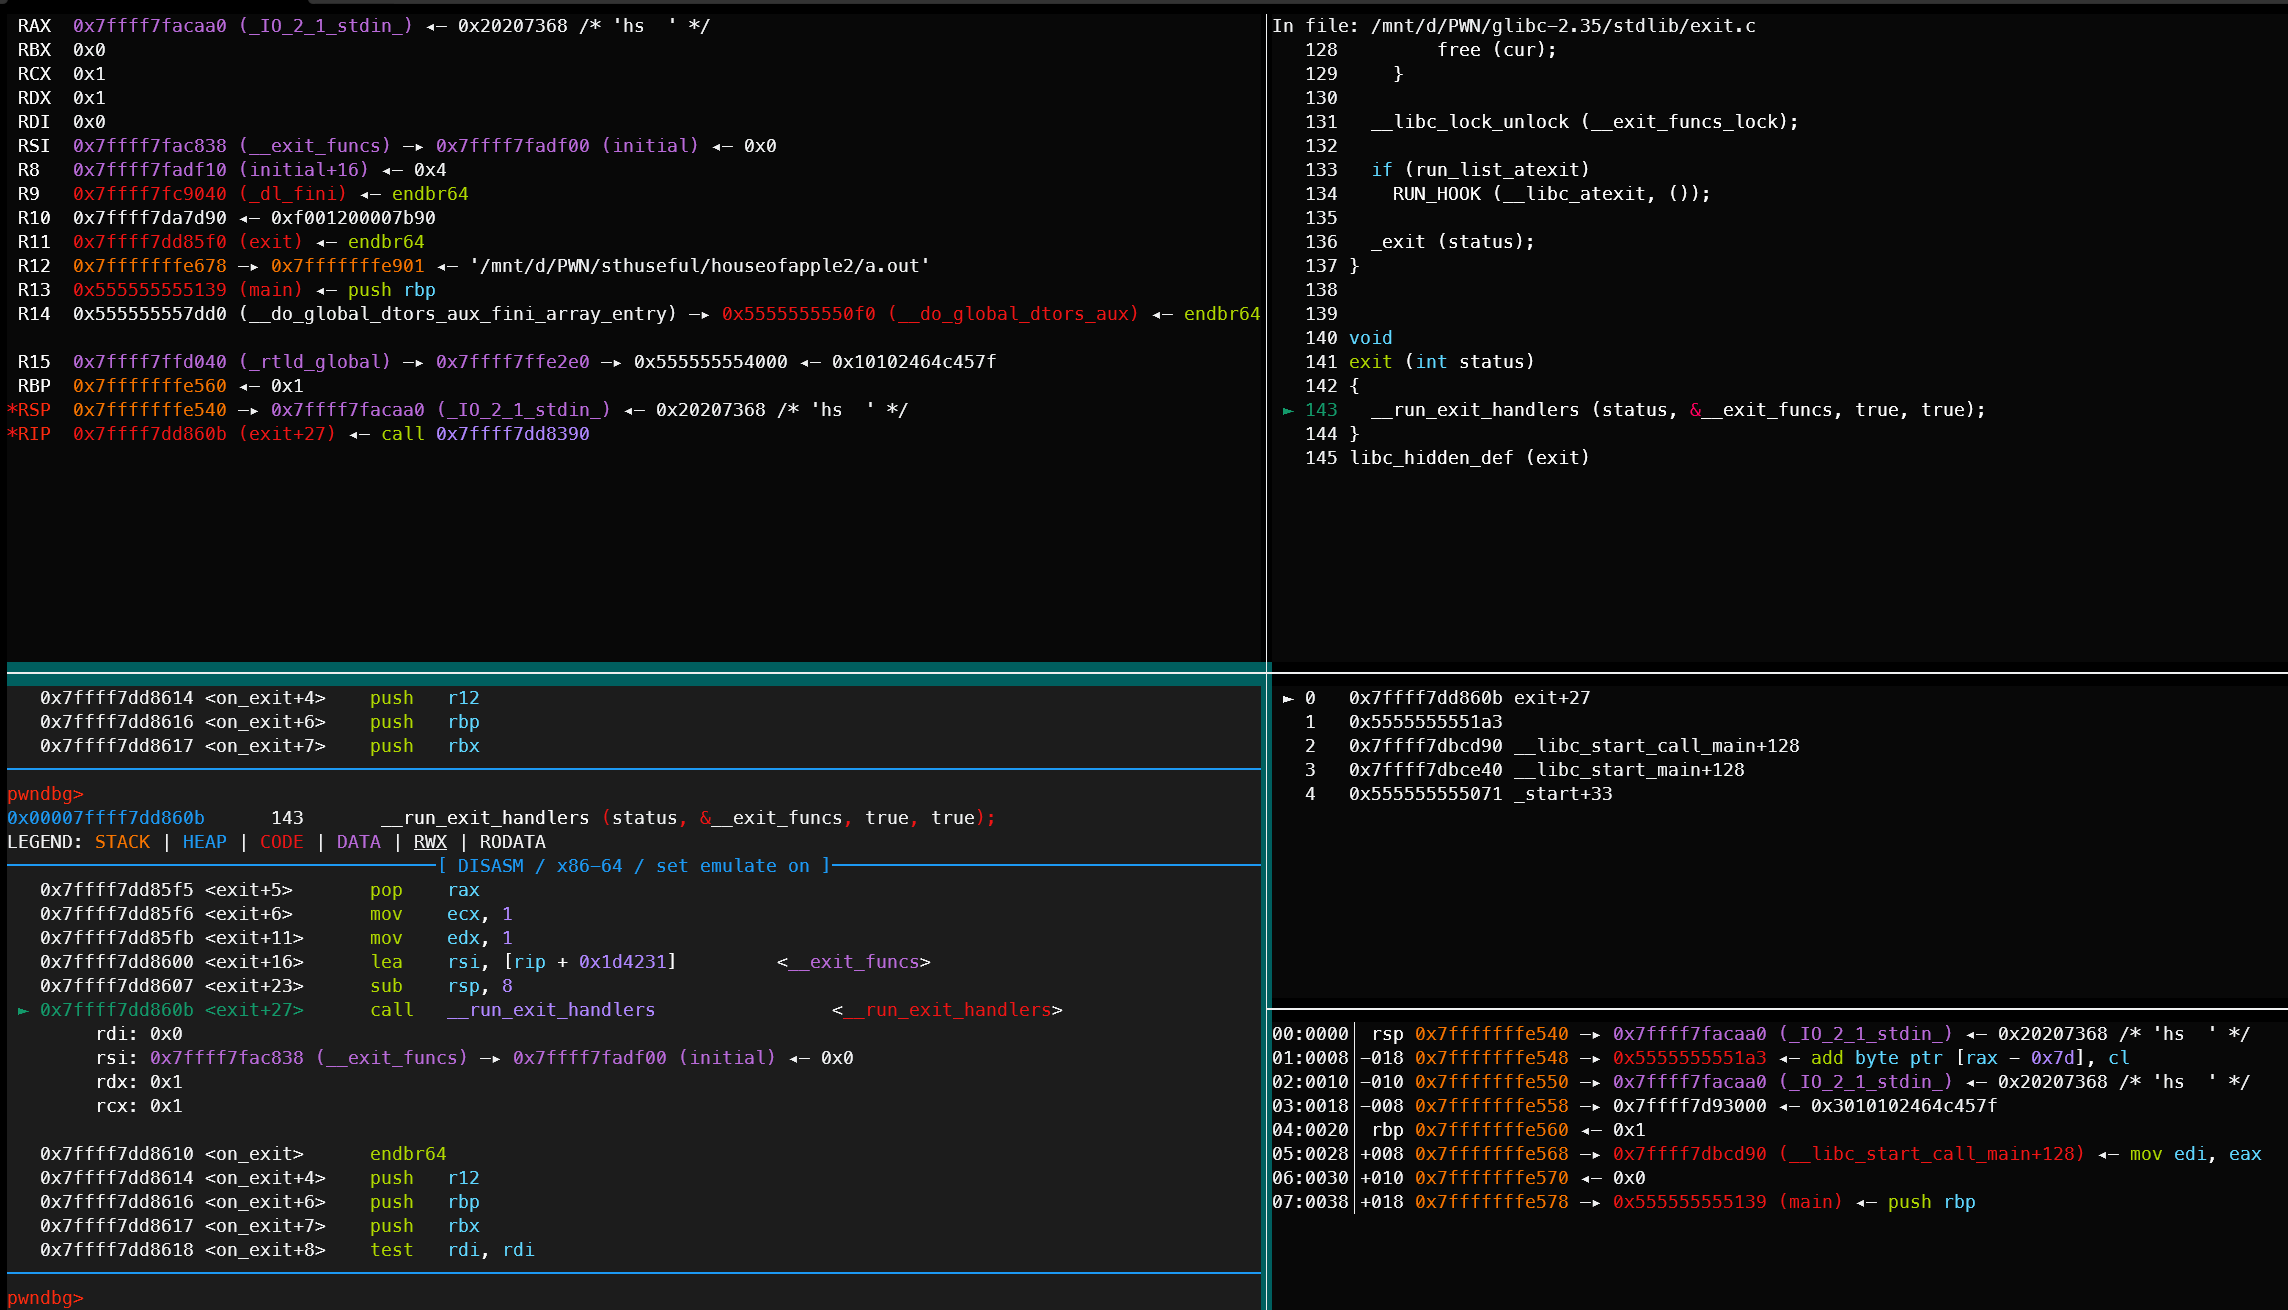 RAX  0x7ffff7facaa0 (_IO_2_1_stdin_) ◂— 0x20207368 /* 'hs  ' */
RBX  0x0
RCX  0x1
RDX  0x1
RDI  0x0
RSI  0x7ffff7fac838 (__exit_funcs) —▸ 0x7ffff7fadf00 (initial) ◂— 0x0
R8   0x7ffff7fadf10 (initial+16) ◂— 0x4
R9   0x7ffff7fc9040 (_dl_fini) ◂— endbr64
R10  0x7ffff7da7d90 ◂— 0xf001200007b90
R11  0x7ffff7dd85f0 (exit) ◂— endbr64
R12  0x7fffffffe678 —▸ 0x7fffffffe901 ◂— '/mnt/d/PWN/sthuseful/houseofapple2/a.out'
R13  0x555555555139 (main) ◂— push rbp
R14  0x555555557dd0 (__do_global_dtors_aux_fini_array_entry) —▸ 0x5555555550f0 (__do_global_dtors_aux) ◂— endbr64
R15  0x7ffff7ffd040 (_rtld_global) —▸ 0x7ffff7ffe2e0 —▸ 0x555555554000 ◂— 0x10102464c457f
RBP  0x7fffffffe560 ◂— 0x1
*RSP  0x7fffffffe540 —▸ 0x7ffff7facaa0 (_IO_2_1_stdin_) ◂— 0x20207368 /* 'hs  ' */
*RIP  0x7ffff7dd860b (exit+27) ◂— call 0x7ffff7dd8390
In file: /mnt/d/PWN/glibc-2.35/stdlib/exit.c
128         free (cur);
129     }
130
131   __libc_lock_unlock (__exit_funcs_lock);
132
133   if (run_list_atexit)
134     RUN_HOOK (__libc_atexit, ());
135
136   _exit (status);
137 }
138
139
140 void
141 exit (int status)
142 {
► 143   __run_exit_handlers (status, &__exit_funcs, true, true);
144 }
145 libc_hidden_def (exit)
0x7ffff7dd8614 <on_exit+4>    push   r12
0x7ffff7dd8616 <on_exit+6>    push   rbp
0x7ffff7dd8617 <on_exit+7>    push   rbx
pwndbg>
0x00007ffff7dd860b      143       __run_exit_handlers (status, &__exit_funcs, true, true);
LEGEND: STACK | HEAP | CODE | DATA | RWX | RODATA
[ DISASM / x86-64 / set emulate on ]
0x7ffff7dd85f5 <exit+5>       pop    rax
0x7ffff7dd85f6 <exit+6>       mov    ecx, 1
0x7ffff7dd85fb <exit+11>      mov    edx, 1
0x7ffff7dd8600 <exit+16>      lea    rsi, [rip + 0x1d4231]         <__exit_funcs>
0x7ffff7dd8607 <exit+23>      sub    rsp, 8
► 0x7ffff7dd860b <exit+27>      call   __run_exit_handlers                <__run_exit_handlers>
rdi: 0x0
rsi: 0x7ffff7fac838 (__exit_funcs) —▸ 0x7ffff7fadf00 (initial) ◂— 0x0
rdx: 0x1
rcx: 0x1
0x7ffff7dd8610 <on_exit>      endbr64
0x7ffff7dd8614 <on_exit+4>    push   r12
0x7ffff7dd8616 <on_exit+6>    push   rbp
0x7ffff7dd8617 <on_exit+7>    push   rbx
0x7ffff7dd8618 <on_exit+8>    test   rdi, rdi
pwndbg>
► 0   0x7ffff7dd860b exit+27
1   0x5555555551a3
2   0x7ffff7dbcd90 __libc_start_call_main+128
3   0x7ffff7dbce40 __libc_start_main+128
4   0x555555555071 _start+33
00:0000│ rsp 0x7fffffffe540 —▸ 0x7ffff7facaa0 (_IO_2_1_stdin_) ◂— 0x20207368 /* 'hs  ' */
01:0008│-018 0x7fffffffe548 —▸ 0x5555555551a3 ◂— add byte ptr [rax - 0x7d], cl
02:0010│-010 0x7fffffffe550 —▸ 0x7ffff7facaa0 (_IO_2_1_stdin_) ◂— 0x20207368 /* 'hs  ' */
03:0018│-008 0x7fffffffe558 —▸ 0x7ffff7d93000 ◂— 0x3010102464c457f
04:0020│ rbp 0x7fffffffe560 ◂— 0x1
05:0028│+008 0x7fffffffe568 —▸ 0x7ffff7dbcd90 (__libc_start_call_main+128) ◂— mov edi, eax
06:0030│+010 0x7fffffffe570 ◂— 0x0
07:0038│+018 0x7fffffffe578 —▸ 0x555555555139 (main) ◂— push rbp